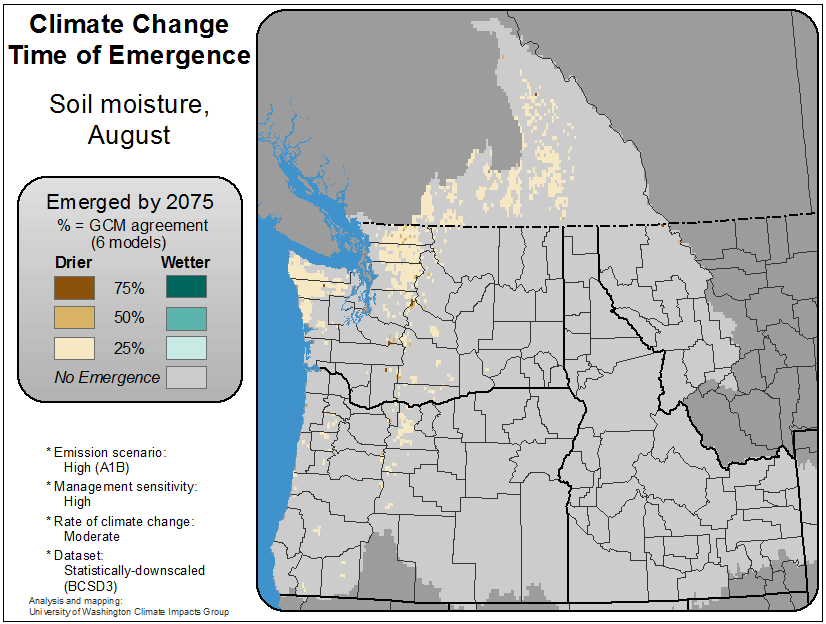 Climate Change
Time of Emergence
Soil moisture,
August
Emerged by 2075
% = GCM agreement
(6 models)
Drier Wetter
75%
50%
25%
No Emergence
* Emission scenario:
High (A1B)
* Management sensitivity:
High
* Rate of climate change:
Moderate
* Dataset:
Statistically-downscaled
(BCSD3)
Analysis and mapping:
University of Washington Climate Impacts Group